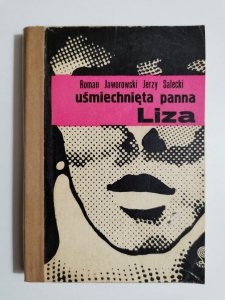 Roman Jaworowski Jerzy Salecki
uśmiechnięta panna
Liza